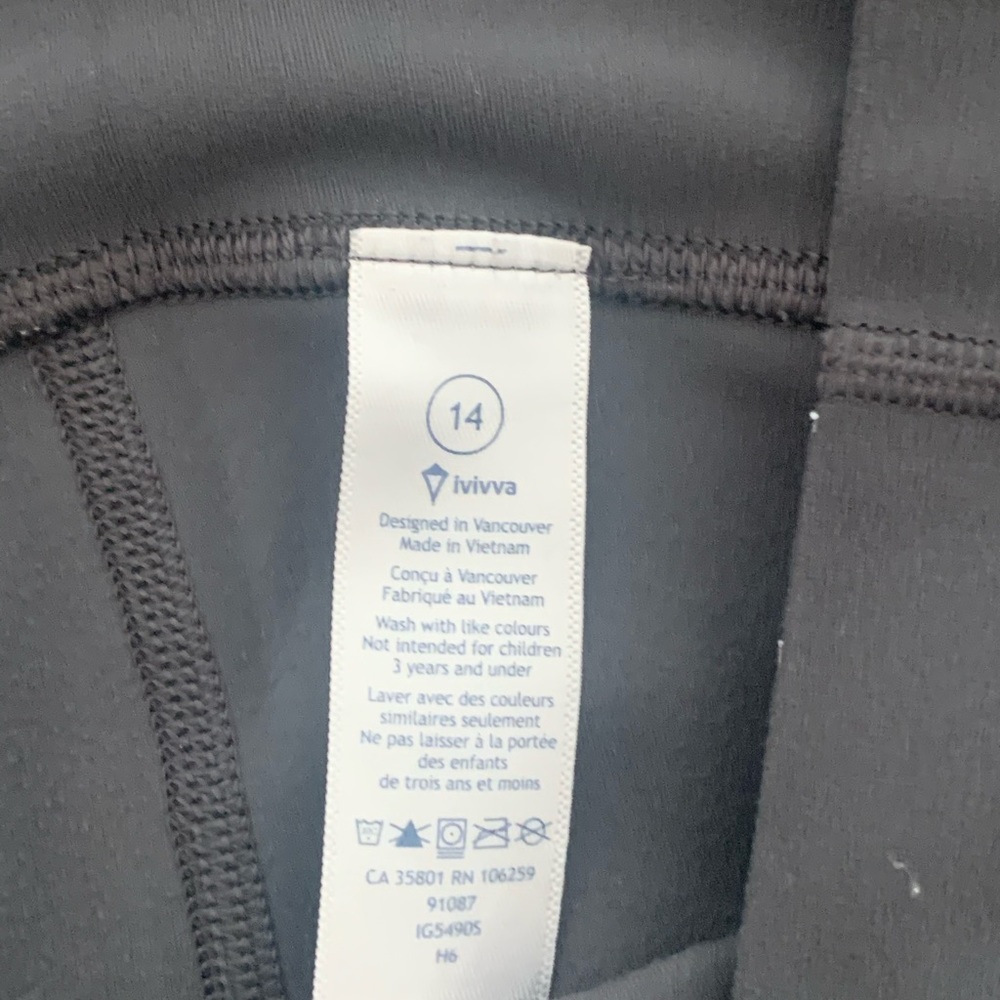 14
ivivva
Designed in Vancouver
Made in Vietnam
Conçu à Vancouver
Fabriqué au Vietnam
Wash with like colours
Not intended for children
3 years and under
Laver avec des couleurs
similaires seulement
Ne pas laisser à la portée
des enfants
de trois ans et moins
CA 35801 RN 106259
91087
IG5490S
H6